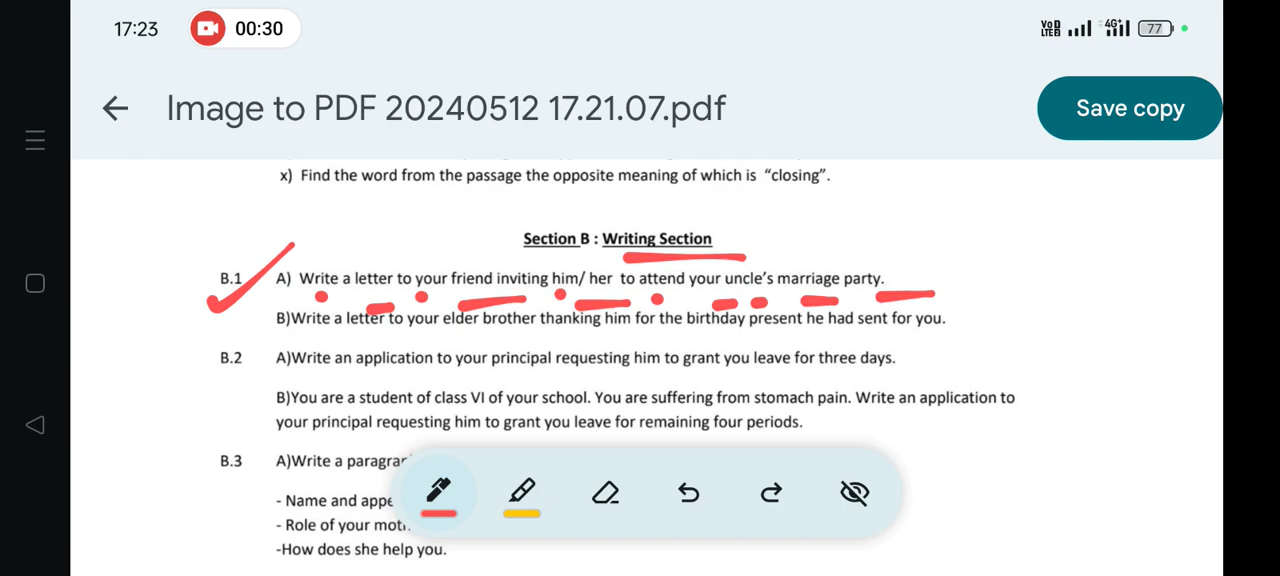 17:23
00:30
VoD LTE
4G+
77
Image to PDF 20240512 17.21.07.pdf
Save copy
x) Find the word from the passage the opposite meaning of which is “closing”.
Section B : Writing Section
B.1 A) Write a letter to your friend inviting him/ her to attend your uncle’s marriage party.
B)Write a letter to your elder brother thanking him for the birthday present he had sent for you.
B.2 A)Write an application to your principal requesting him to grant you leave for three days.
B)You are a student of class VI of your school. You are suffering from stomach pain. Write an application to
your principal requesting him to grant you leave for remaining four periods.
B.3 A)Write a paragra
- Name and appe
- Role of your mot
-How does she help you.